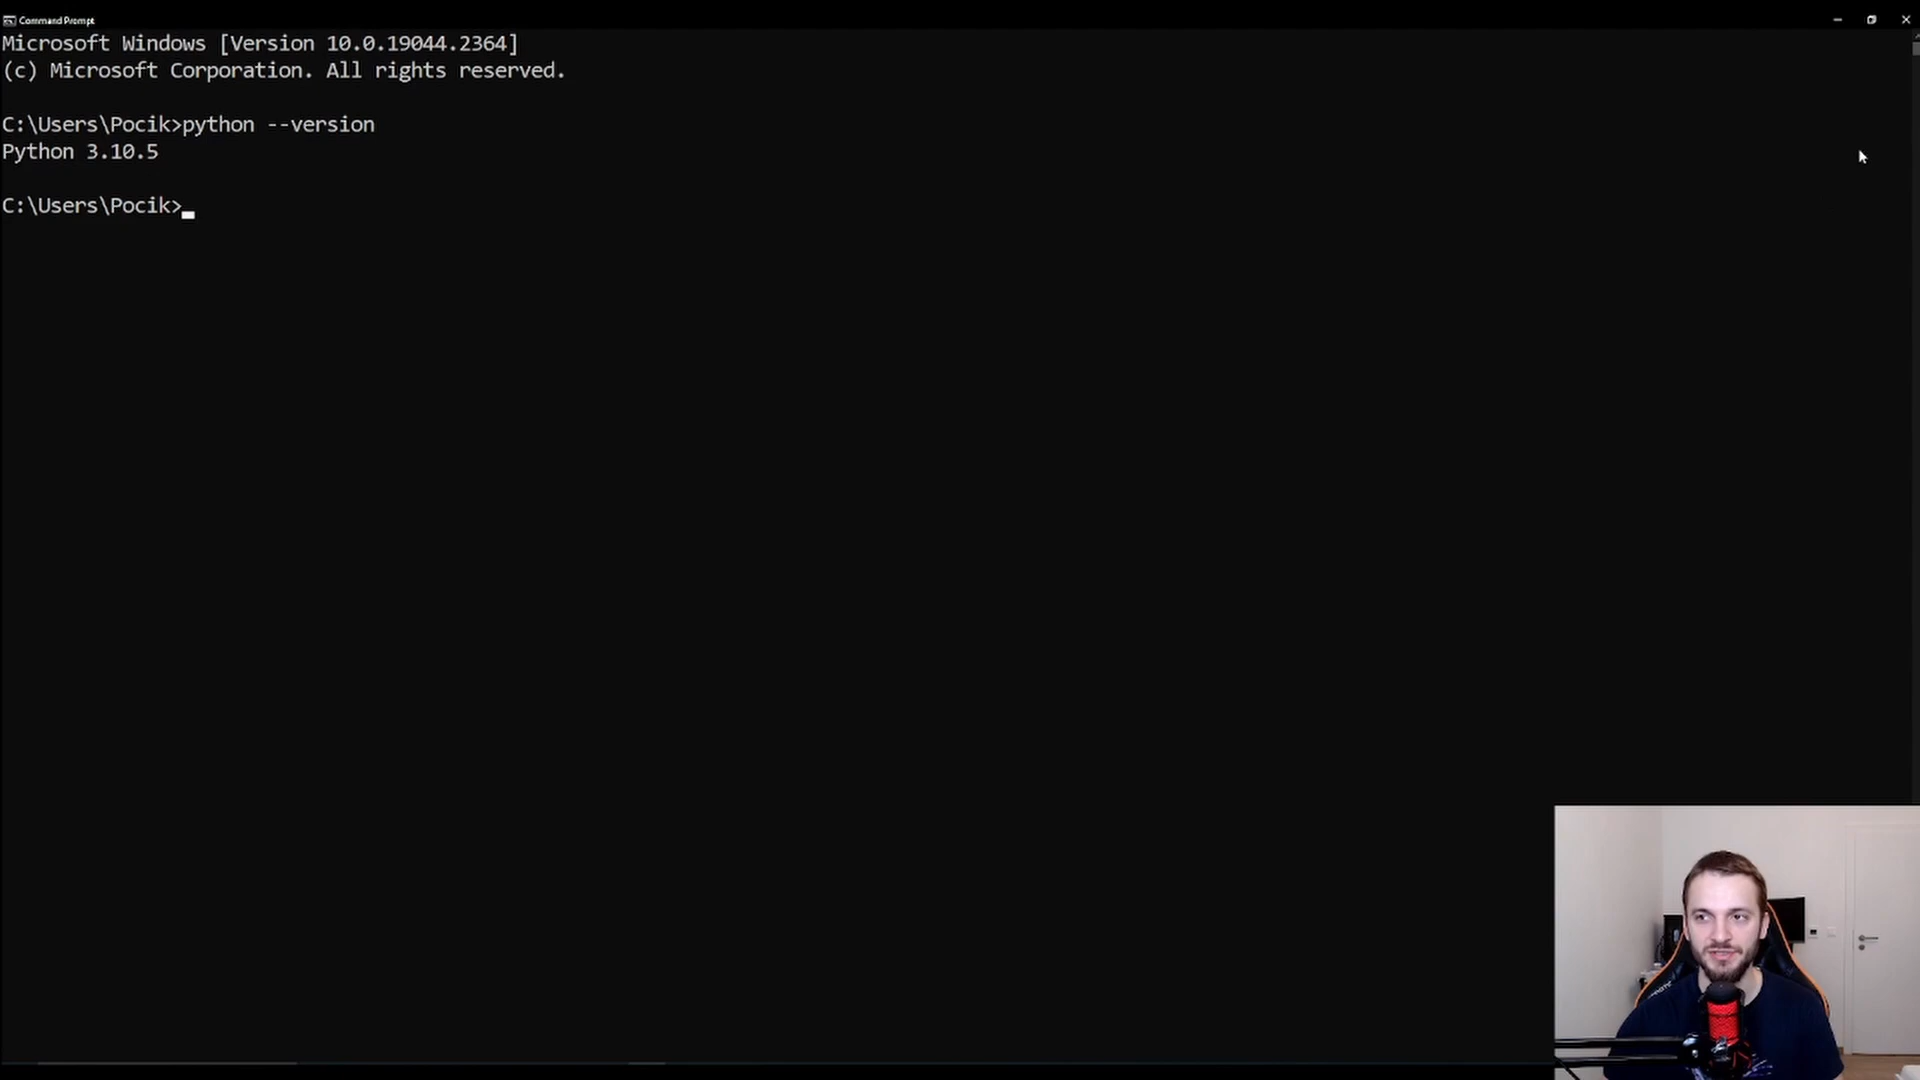 Command Prompt
Microsoft Windows [Version 10.0.19044.2364]
(c) Microsoft Corporation. All rights reserved.
C:\Users\Pocik>python --version
Python 3.10.5
C:\Users\Pocik>